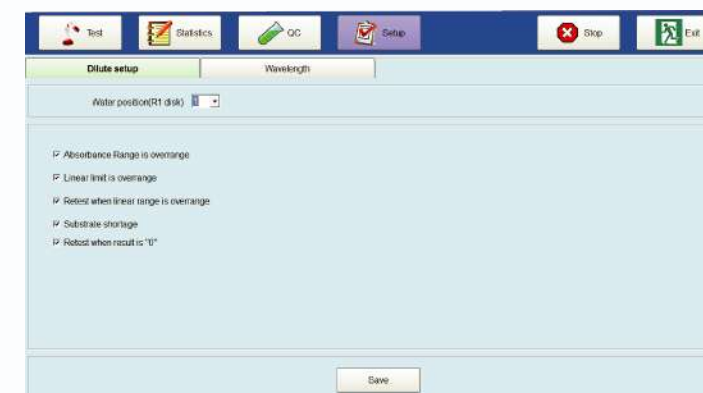 Test Statistics QC Setup Stop Exit
Dilute setup Wavelength
Water position(R1 disk) 1
Absorbance Range is overrange
Linear limit is overrange
Retest when linear range is overrange
Substrate shortage
Retest when result is "0"
Save